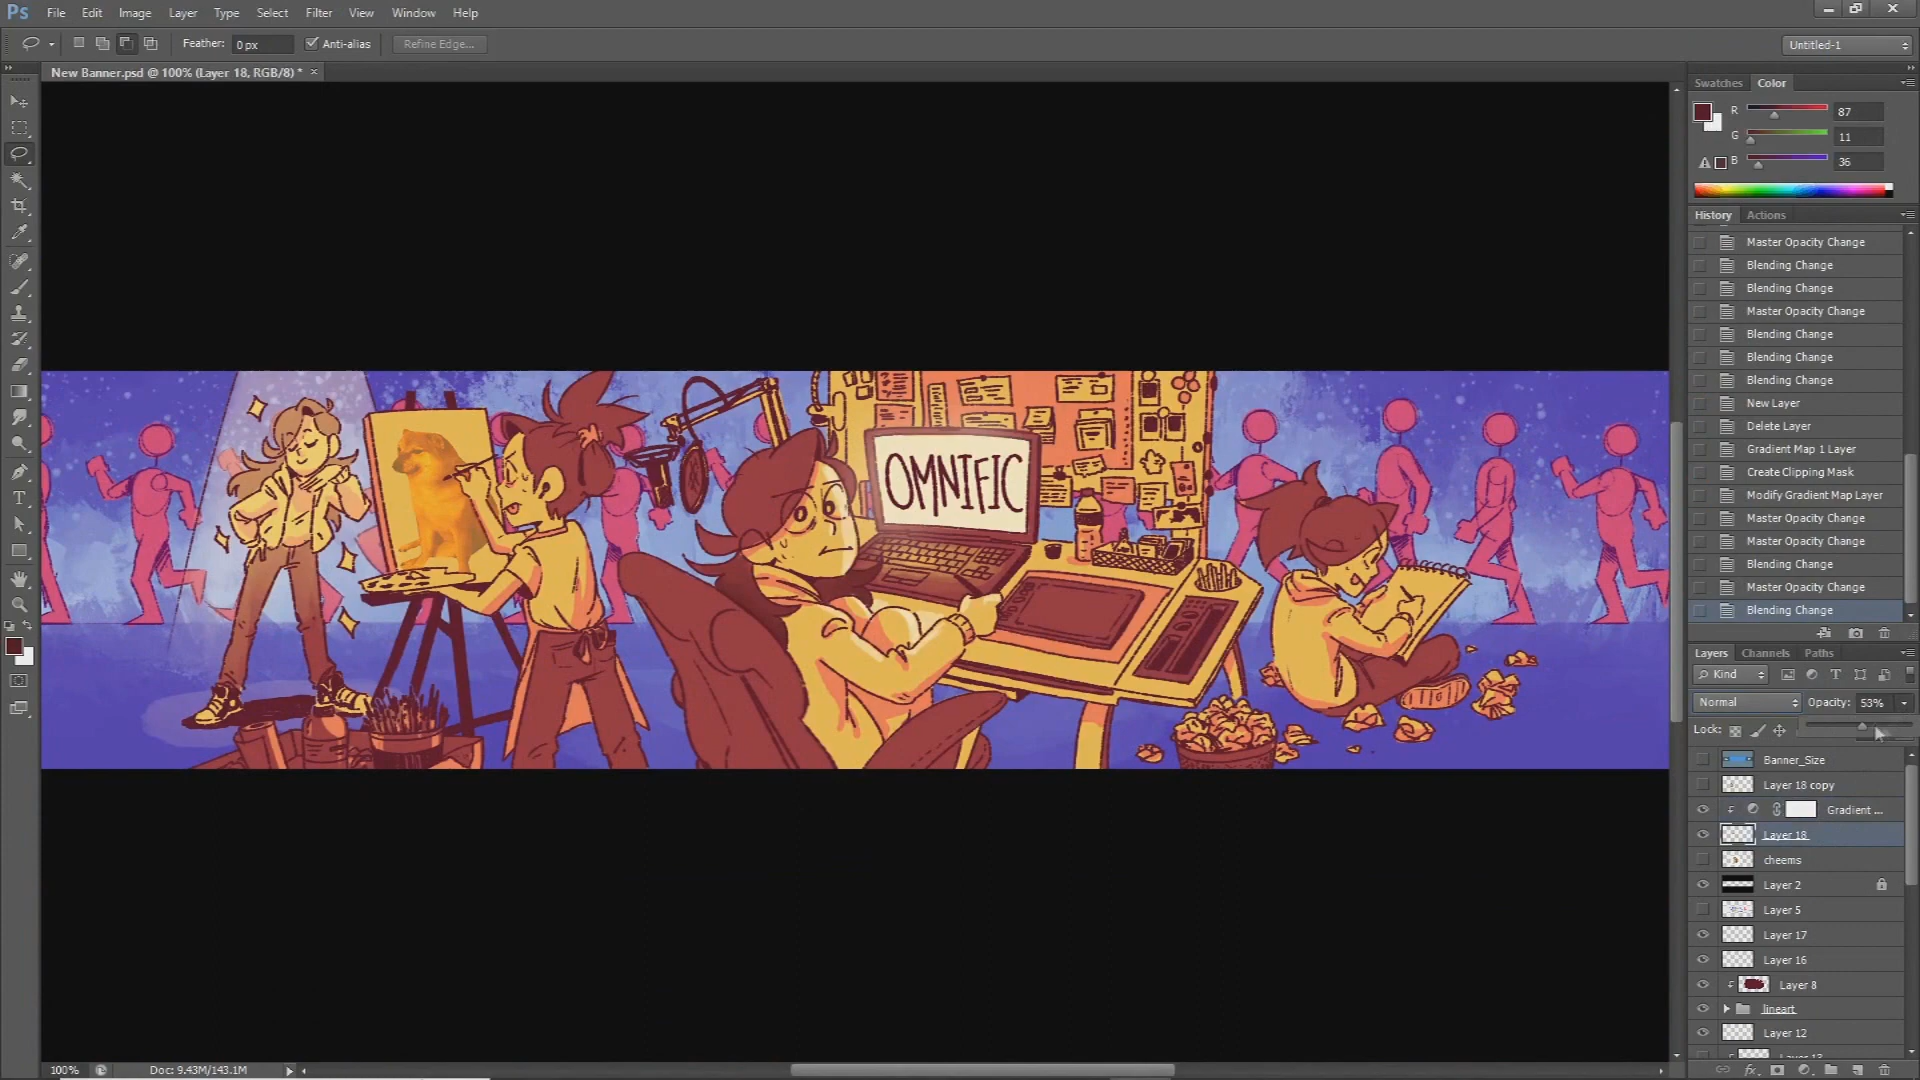 Ps File Edit Image Layer Type Select Filter View Window Help
Feather: 0 px Anti-alias Refine Edge... Untitled-1
New Banner.psd @ 100% (Layer 18, RGB/8) * ×
Swatches Color
R 87
G 11
B 36
History Actions
Master Opacity Change
Blending Change
Blending Change
Master Opacity Change
Blending Change
Blending Change
Blending Change
New Layer
Delete Layer
Gradient Map 1 Layer
Create Clipping Mask
Modify Gradient Map Layer
Master Opacity Change
Master Opacity Change
Blending Change
Master Opacity Change
Blending Change
OMNIFIC
Layers Channels Paths
Kind
Normal Opacity: 53%
Lock:
Banner_Size
Layer 18 copy
Gradient ...
Layer 18
cheems
Layer 2
Layer 5
Layer 17
Layer 16
Layer 8
lineart
Layer 12
100% Doc: 9.43M/143.1M